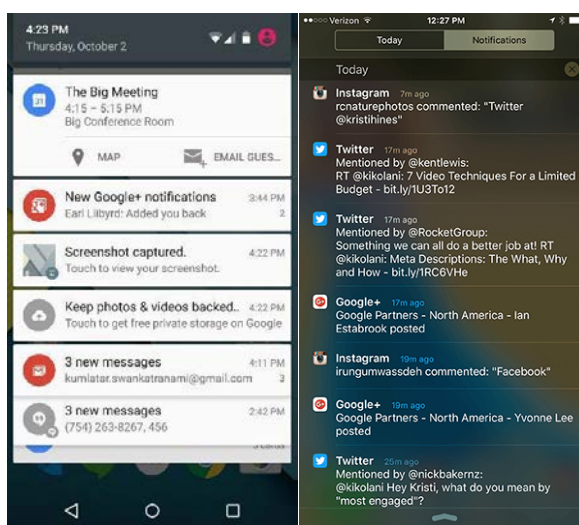 4:23 PM
Thursday, October 2
The Big Meeting
4:15 – 5:15 PM
Big Conference Room
MAP
EMAIL GUES...
New Google+ notifications 3:44 PM
Earl Lilbyrd: Added you back 2
Screenshot captured. 4:22 PM
Touch to view your screenshot.
Keep photos & videos backed.. 4:22 PM
Touch to get free private storage on Google
3 new messages 4:11 PM
kumlatar.swankatranami@gmail.com 3
3 new messages 2:42 PM
(754) 263-8267, 456
Verizon 12:27 PM
Today Notifications
Today
Instagram 7m ago
rcnaturephotos commented: "Twitter
@kristihines"
Twitter 17m ago
Mentioned by @kentlewis:
RT @kikolani: 7 Video Techniques For a Limited
Budget - bit.ly/1U3To12
Twitter 17m ago
Mentioned by @RocketGroup:
Something we can all do a better job at! RT
@kikolani: Meta Descriptions: The What, Why
and How - bit.ly/1RC6VHe
Google+ 17m ago
Google Partners - North America - Ian
Estabrook posted
Instagram 19m ago
irungumwassdeh commented: "Facebook"
Google+ 19m ago
Google Partners - North America - Yvonne Lee
posted
Twitter 25m ago
Mentioned by @nickbakernz:
@kikolani Hey Kristi, what do you mean by
"most engaged"?